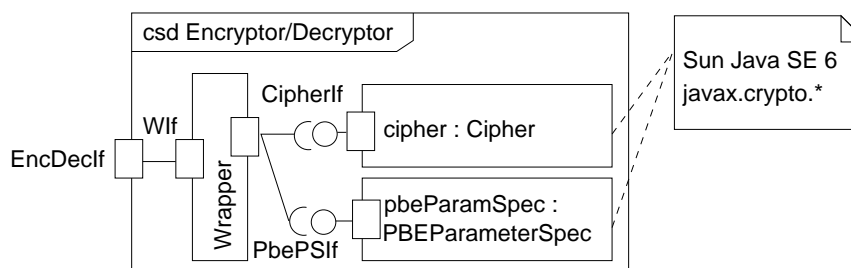 csd Encryptor/Decryptor
Sun Java SE 6
javax.crypto.*
CipherIf
WIf
cipher : Cipher
EncDecIf
Wrapper
pbeParamSpec :
PBEParameterSpec
PbePSIf